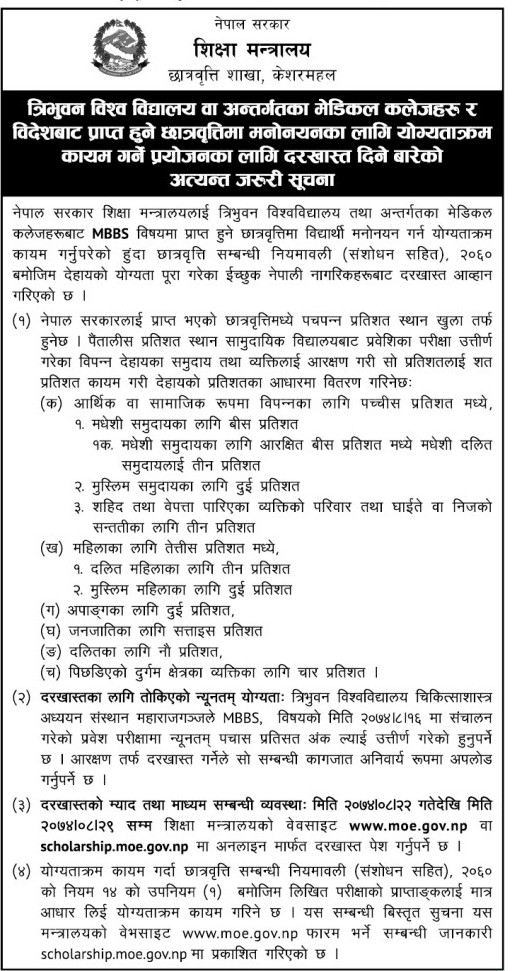 नेपाल सरकार
शिक्षा मन्त्रालय
छात्रवृत्ति शाखा, केशरमहल
त्रिभुवन विश्व विद्यालय वा अन्तर्गतका मेडिकल कलेजहरू र
विदेशबाट प्राप्त हुने छात्रवृत्तिमा मनोनयनका लागि योग्यताक्रम
कायम गर्ने प्रयोजनका लागि दरखास्त दिने बारेको
अत्यन्त जरुरी सूचना
नेपाल सरकार शिक्षा मन्त्रालयलाई त्रिभुवन विश्वविद्यालय तथा अन्तर्गतका मेडिकल
कलेजहरूबाट MBBS विषयमा प्राप्त हुने छात्रवृत्तिमा विद्यार्थी मनोनयन गर्न योग्यताक्रम
कायम गर्नुपरेको हुंदा छात्रवृत्ति सम्बन्धी नियमावली (संशोधन सहित), २०६०
बमोजिम देहायको योग्यता पूरा गरेका ईच्छुक नेपाली नागरिकहरूबाट दरखास्त आव्हान
गरिएको छ ।
(१) नेपाल सरकारलाई प्राप्त भएको छात्रवृत्तिमध्ये पचपन्न प्रतिशत स्थान खुला तर्फ
हुनेछ । पैंतालीस प्रतिशत स्थान सामुदायिक विद्यालयबाट प्रवेशिका परीक्षा उत्तीर्ण
गरेका विपन्न देहायका समुदाय तथा व्यक्तिलाई आरक्षण गरी सो प्रतिशतलाई शत
प्रतिशत कायम गरी देहायको प्रतिशतका आधारमा वितरण गरिनेछः
(क) आर्थिक वा सामाजिक रूपमा विपन्नका लागि पच्चीस प्रतिशत मध्ये,
१. मधेशी समुदायका लागि बीस प्रतिशत
१क. मधेशी समुदायका लागि आरक्षित बीस प्रतिशत मध्ये मधेशी दलित
समुदायलाई तीन प्रतिशत
२. मुस्लिम समुदायका लागि दुई प्रतिशत
३. शहिद तथा वेपत्ता पारिएका व्यक्तिको परिवार तथा घाईते वा निजको
सन्ततीका लागि तीन प्रतिशत
(ख) महिलाका लागि तेत्तीस प्रतिशत मध्ये,
१. दलित महिलाका लागि तीन प्रतिशत
२. मुस्लिम महिलाका लागि दुई प्रतिशत
(ग) अपाङ्गका लागि दुई प्रतिशत,
(घ) जनजातिका लागि सत्ताइस प्रतिशत
(ङ) दलितका लागि नौ प्रतिशत,
(च) पिछडिएको दुर्गम क्षेत्रका व्यक्तिका लागि चार प्रतिशत ।
(२) दरखास्तका लागि तोकिएको न्यूनतम् योग्यताः त्रिभुवन विश्वविद्यालय चिकित्साशास्त्र
अध्ययन संस्थान महाराजगञ्जले MBBS, विषयको मिति २०७४।८।१६ मा संचालन
गरेको प्रवेश परीक्षामा न्यूनतम् पचास प्रतिसत अंक ल्याई उत्तीर्ण गरेको हुनुपर्ने
छ । आरक्षण तर्फ दरखास्त गर्नेले सो सम्बन्धी कागजात अनिवार्य रूपमा अपलोड
गर्नुपर्ने छ ।
(३) दरखास्तको म्याद तथा माध्यम सम्बन्धी व्यवस्थाः मिति २०७४।०८।२२ गतेदेखि मिति
२०७४।०८।२९ सम्म शिक्षा मन्त्रालयको वेवसाइट www.moe.gov.np वा
scholarship.moe.gov.np मा अनलाइन मार्फत दरखास्त पेश गर्नुपर्ने छ ।
(४) योग्यताक्रम कायम गर्दा छात्रवृत्ति सम्बन्धी नियमावली (संशोधन सहित), २०६०
को नियम १४ को उपनियम (१) बमोजिम लिखित परीक्षाको प्राप्ताङ्कलाई मात्र
आधार लिई योग्यताक्रम कायम गरिने छ । यस सम्बन्धी बिस्तृत सुचना यस
मन्त्रालयको वेभसाइट www.moe.gov.np फारम भर्ने सम्बन्धी जानकारी
scholarship.moe.gov.np मा प्रकाशित गरिएको छ ।